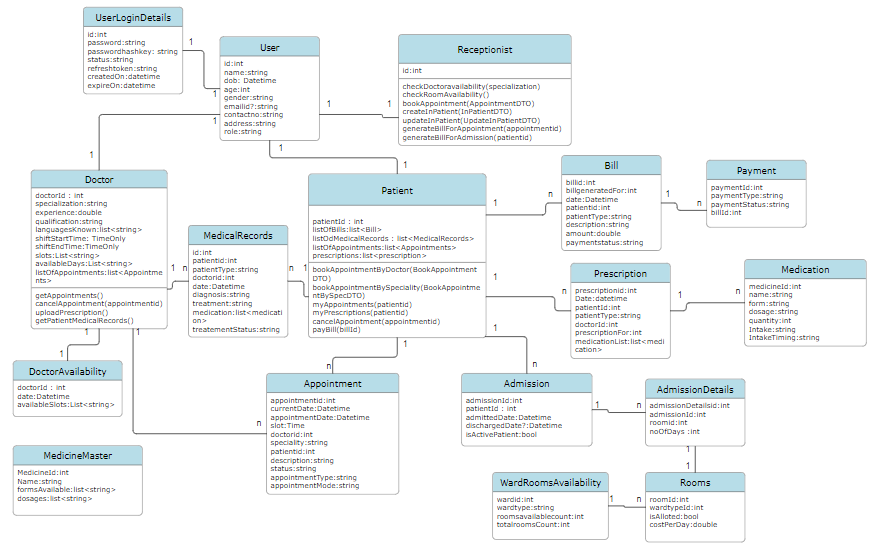 UserLoginDetails
id:int
password:string
passwordhashkey: string
status:string
refreshtoken:string
createdOn:datetime
expireOn:datetime
1
1
User
id:int
name:string
dob: Datetime
age:int
gender:string
emailid?:string
contactno:string
address:string
role:string
1
1
Receptionist
id:int
checkDoctoravailability(specialization)
checkRoomAvailability()
bookAppointment(AppointmentDTO)
createInPatient(InPatientDTO)
updateInPatient(UpdateInPatientDTO)
generateBillForAppointment(appointmentid)
generateBillForAdmission(patientid)
1
1
1
1
Doctor
doctorId : int
specialization:string
experience:double
qualification:string
languagesKnown:list<string>
shiftStartTime: TimeOnly
shiftEndTime:TimeOnly
slots:List<string>
availableDays:List<string>
listOfAppointments:list<Appointme
nts>
getAppointments()
cancelAppointment(appointmentid)
uploadPrescription()
getPatientMedicalRecords()
1
n
MedicalRecords
id:int
patientid:int
patientType:string
doctorid:int
date:Datetime
diagnosis:string
treatment:string
medication:list<medicati
on>
treatementStatus:string
n
1
Patient
patientId : int
listOfBills:list<Bill>
listOdMedicalRecords : list<MedicalRecords>
listOfAppointments:list<Appointments>
prescriptions:list<prescription>
bookAppointmentByDoctor(BookAppointment
DTO)
bookAppointmentBySpeciality(BookAppointme
ntBySpecDTO)
myAppointments(patientid)
myPrescriptions(patientid)
cancelAppointment(appointmentid)
payBill(billId)
1
n
Bill
billid:int
billgeneratedFor:int
date:Datetime
patientid:int
patientType:string
description:string
amount:double
paymentstatus:string
1
n
Payment
paymentId:int
paymentType:string
paymentStatus:string
billId:int
1
n
Prescription
prescriptionid:int
Date:datetime
patientId:int
patientType:string
doctorId:int
prescriptionFor:int
medicationList:list<medi
cation>
1
n
Medication
medicineId:int
name:string
form:string
dosage:string
quantity:int
Intake:string
IntakeTiming:string
1
1
1
n
1
n
1
n
DoctorAvailability
doctorId : int
date:Datetime
availableSlots:List<string>
Appointment
appointmentid:int
currentDate:Datetime
appointmentDate:Datetime
slot:Time
doctorid:int
speciality:string
patientid:int
description:string
status:string
appointmentType:string
appointmentMode:string
Admission
admissionId:int
patientId : int
admittedDate:Datetime
dischargedDate?:Datetime
isActivePatient:bool
1
n
AdmissionDetails
admissionDetailsid:int
admissionId:int
roomid:int
noOfDays :int
1
1
MedicineMaster
MedicineId:int
Name:string
formsAvailable:list<string>
dosages:list<string>
WardRoomsAvailability
wardid:int
wardtype:string
roomsavailablecount:int
totalroomsCount:int
1
n
Rooms
roomId:int
wardtypeId:int
isAlloted:bool
costPerDay:double